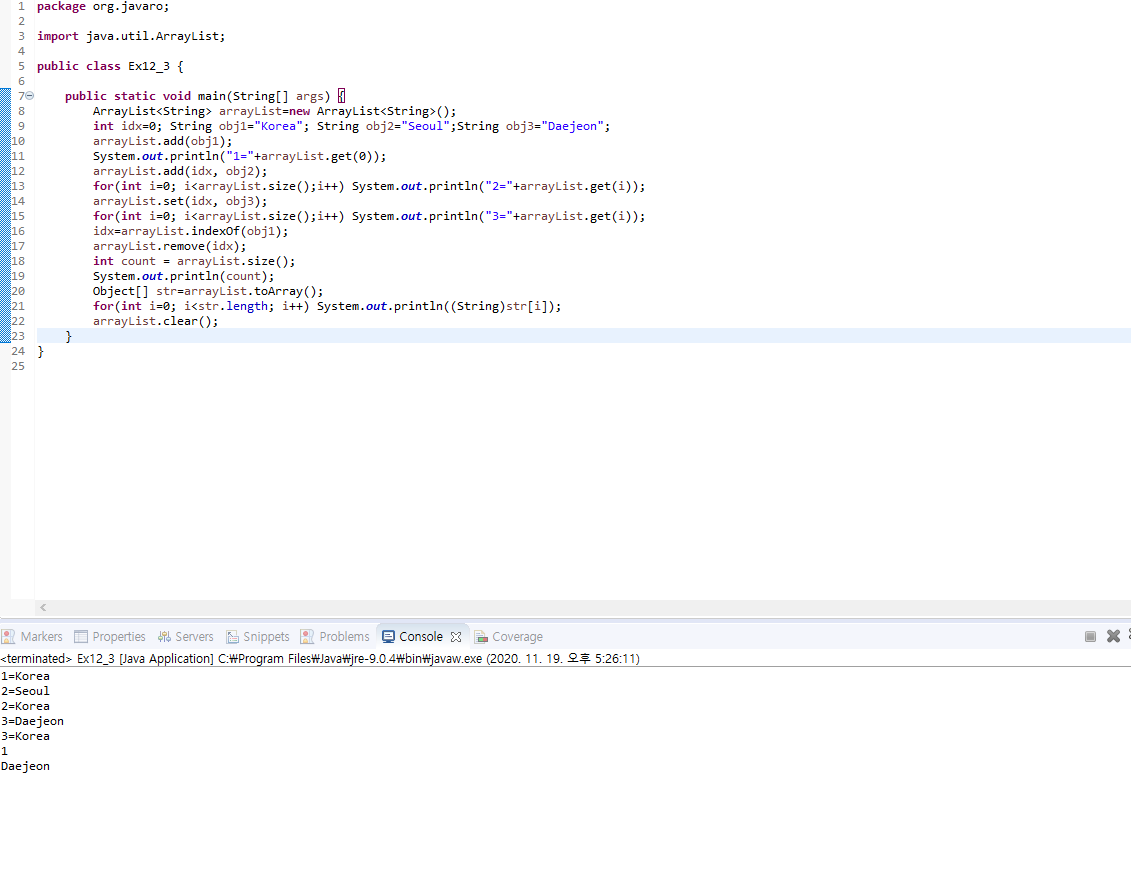 1 package org.javaro;
2
3 import java.util.ArrayList;
4
5 public class Ex12_3 {
6
7 public static void main(String[] args) {
8 ArrayList<String> arrayList=new ArrayList<String>();
9 int idx=0; String obj1="Korea"; String obj2="Seoul";String obj3="Daejeon";
10 arrayList.add(obj1);
11 System.out.println("1="+arrayList.get(0));
12 arrayList.add(idx, obj2);
13 for(int i=0; i<arrayList.size();i++) System.out.println("2="+arrayList.get(i));
14 arrayList.set(idx, obj3);
15 for(int i=0; i<arrayList.size();i++) System.out.println("3="+arrayList.get(i));
16 idx=arrayList.indexOf(obj1);
17 arrayList.remove(idx);
18 int count = arrayList.size();
19 System.out.println(count);
20 Object[] str=arrayList.toArray();
21 for(int i=0; i<str.length; i++) System.out.println((String)str[i]);
22 arrayList.clear();
23 }
24 }
25
Markers Properties Servers Snippets Problems Console Coverage
<terminated> Ex12_3 [Java Application] C:₩Program Files₩Java₩jre-9.0.4₩bin₩javaw.exe (2020. 11. 19. 오후 5:26:11)
1=Korea
2=Seoul
2=Korea
3=Daejeon
3=Korea
1
Daejeon